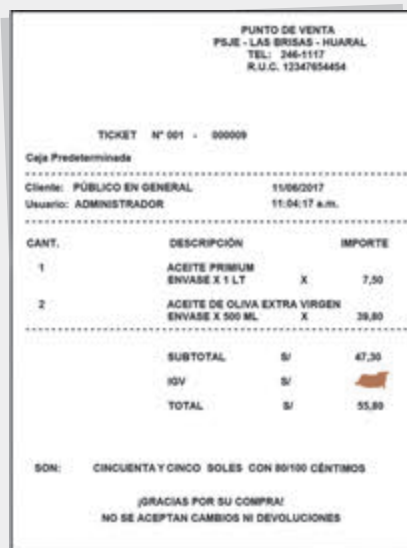 PUNTO DE VENTA
PSJE - LAS BRISAS - HUARAL
TEL: 246-1117
R.U.C. 12347654454
TICKET N° 001 - 000009
Caja Predeterminada
Cliente: PÚBLICO EN GENERAL 11/06/2017
Usuario: ADMINISTRADOR 11:04:17 a.m.
CANT. DESCRIPCIÓN IMPORTE
1 ACEITE PRIMIUM
ENVASE X 1 LT X 7,50
2 ACEITE DE OLIVA EXTRA VIRGEN
ENVASE X 500 ML X 39,80
SUBTOTAL S/ 47,30
IGV S/
TOTAL S/ 55,80
SON: CINCUENTA Y CINCO SOLES CON 80/100 CÉNTIMOS
¡GRACIAS POR SU COMPRA!
NO SE ACEPTAN CAMBIOS NI DEVOLUCIONES